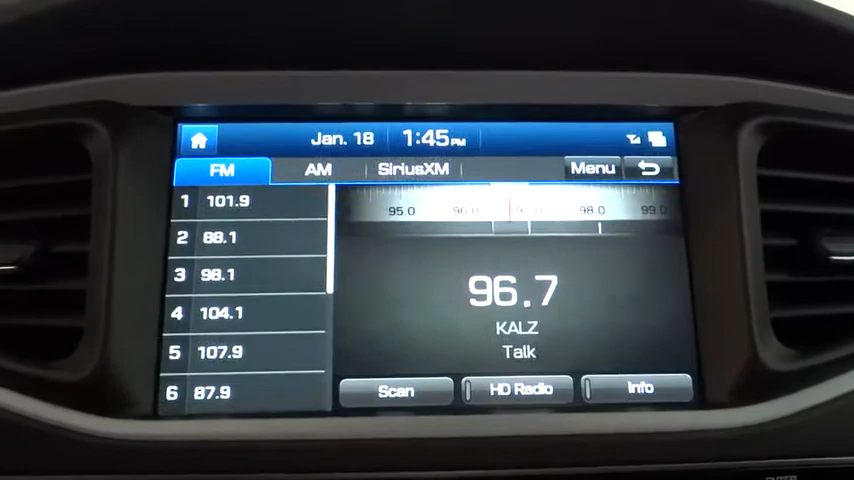 Jan. 18 1:45PM
FM AM SiriusXM Menu
1 101.9
2 88.1
3 98.1
4 104.1
5 107.9
6 87.9
95.0 96.0 98.0 99.0
96.7
KALZ
Talk
Scan HD Radio Info